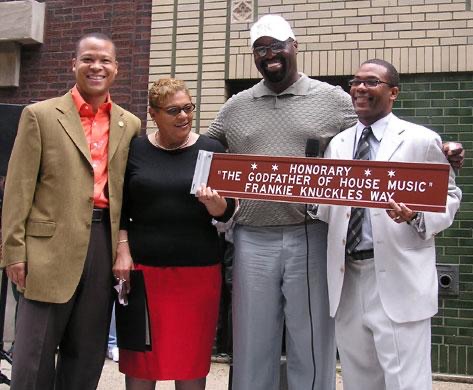 HONORARY
"THE GODFATHER OF HOUSE MUSIC"
FRANKIE KNUCKLES WAY